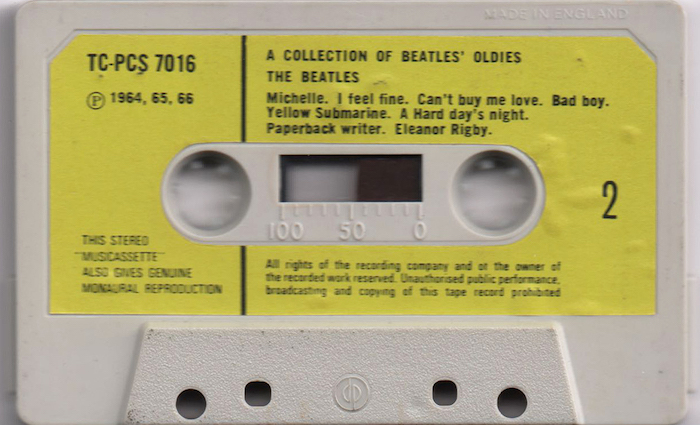 MADE IN ENGLAND
TC-PCS 7016
Ⓟ 1964, 65, 66
A COLLECTION OF BEATLES' OLDIES
THE BEATLES
Michelle. I feel fine. Can't buy me love. Bad boy.
Yellow Submarine. A Hard day's night.
Paperback writer. Eleanor Rigby.
2
100 50 0
THIS STEREO
"MUSICASSETTE"
ALSO GIVES GENUINE
MONAURAL REPRODUCTION
All rights of the recording company and or the owner of
the recorded work reserved. Unauthorised public performance,
broadcasting and copying of this tape record prohibited